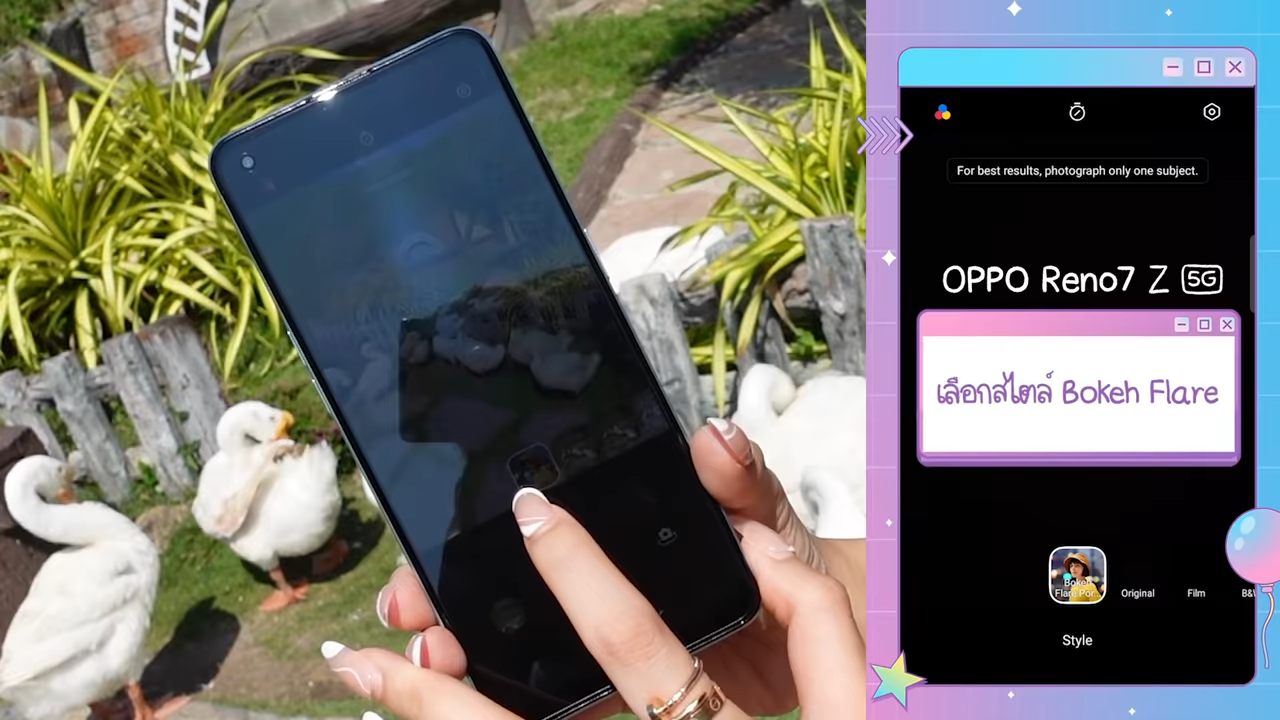 For best results, photograph only one subject.
OPPO Reno7 Z 5G
เลือกสไตล์ Bokeh Flare
Bokeh
Flare Por..
Original
Film
B&
Style